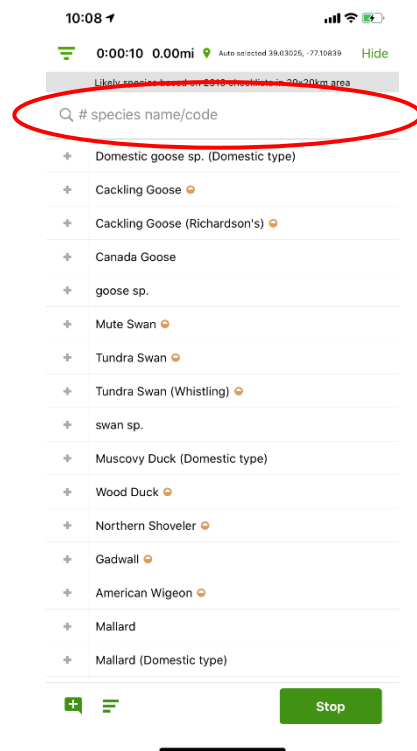 10:08
0:00:10 0.00mi Auto selected 39.03025, -77.10839 Hide
Likely species based on 2918 checklists in 20x20km area
# species name/code
Domestic goose sp. (Domestic type)
Cackling Goose
Cackling Goose (Richardson's)
Canada Goose
goose sp.
Mute Swan
Tundra Swan
Tundra Swan (Whistling)
swan sp.
Muscovy Duck (Domestic type)
Wood Duck
Northern Shoveler
Gadwall
American Wigeon
Mallard
Mallard (Domestic type)
Stop